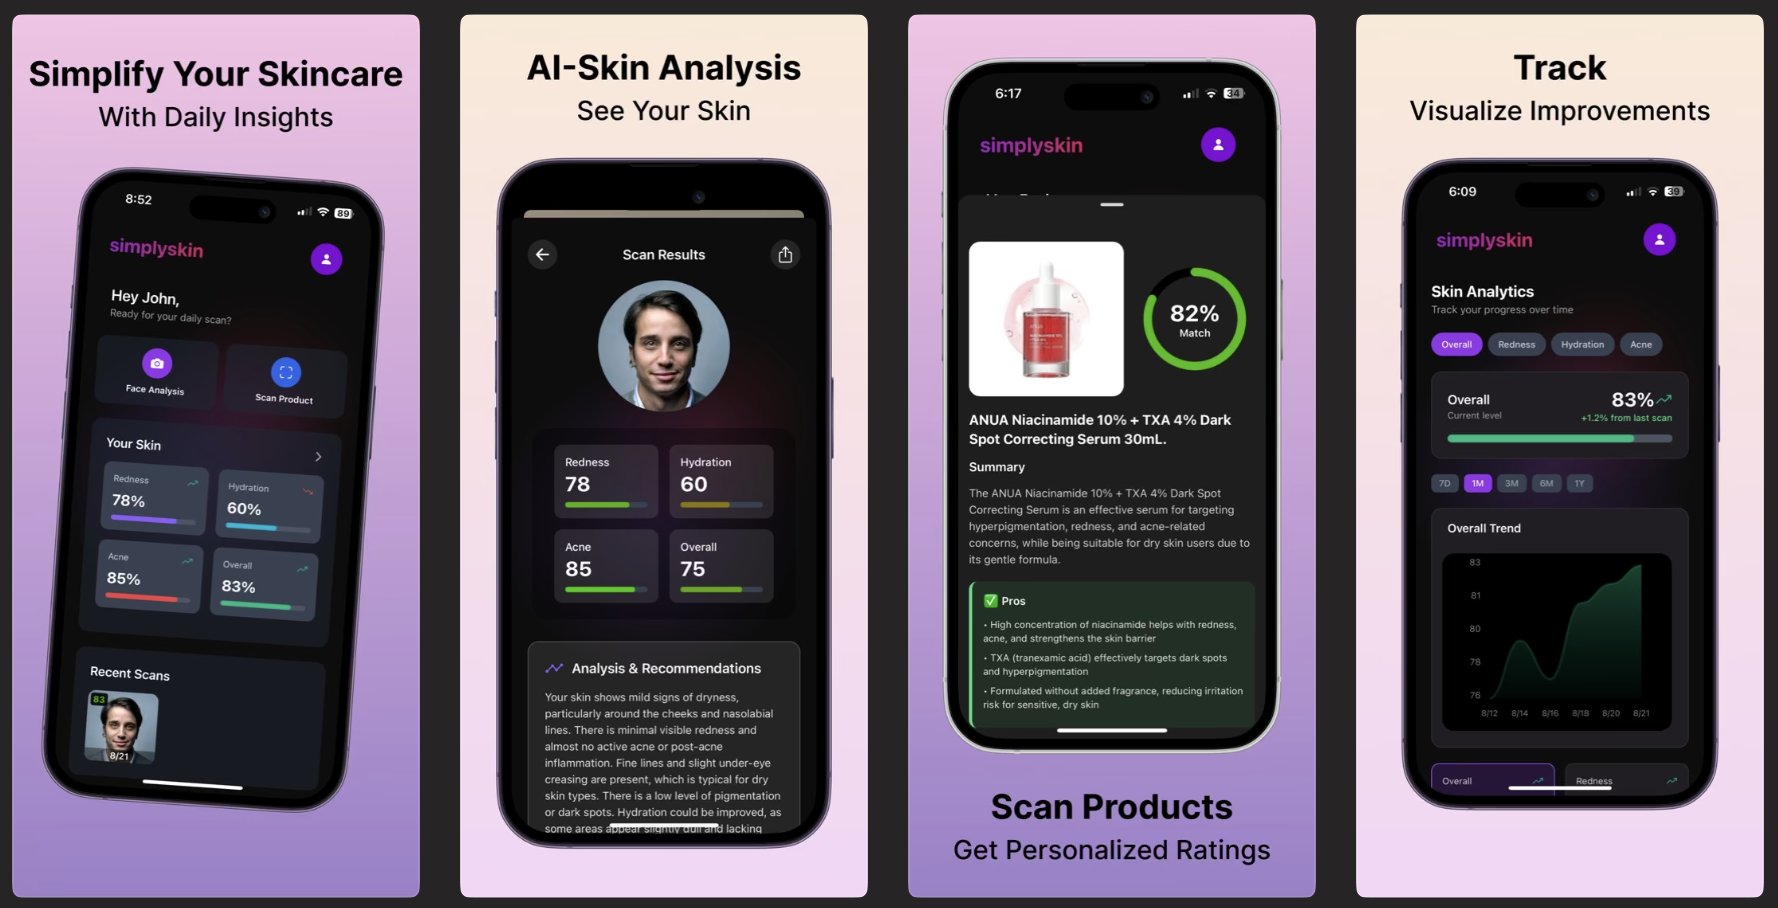 Simplify Your Skincare
With Daily Insights
8:52
89
simplyskin
Hey John,
Ready for your daily scan?
Face Analysis
Scan Product
Your Skin
Redness
78%
Hydration
60%
Acne
85%
Overall
83%
Recent Scans
83
8/21
AI-Skin Analysis
See Your Skin
Scan Results
Redness
78
Hydration
60
Acne
85
Overall
75
Analysis & Recommendations
Your skin shows mild signs of dryness,
particularly around the cheeks and nasolabial
lines. There is minimal visible redness and
almost no active acne or post-acne
inflammation. Fine lines and slight under-eye
creasing are present, which is typical for dry
skin types. There is a low level of pigmentation
or dark spots. Hydration could be improved, as
some areas appear slightly dull and lacking
6:17
34
simplyskin
82%
Match
ANUA Niacinamide 10% + TXA 4% Dark
Spot Correcting Serum 30mL.
Summary
The ANUA Niacinamide 10% + TXA 4% Dark Spot
Correcting Serum is an effective serum for targeting
hyperpigmentation, redness, and acne-related
concerns, while being suitable for dry skin users due to
its gentle formula.
✅ Pros
• High concentration of niacinamide helps with redness,
acne, and strengthens the skin barrier
• TXA (tranexamic acid) effectively targets dark spots
and hyperpigmentation
• Formulated without added fragrance, reducing irritation
risk for sensitive, dry skin
Scan Products
Get Personalized Ratings
Track
Visualize Improvements
6:09
39
simplyskin
Skin Analytics
Track your progress over time
Overall
Redness
Hydration
Acne
Overall
83%
Current level
+1.2% from last scan
7D
1M
3M
6M
1Y
Overall Trend
83
81
80
78
76
8/12
8/14
8/16
8/18
8/20
8/21
Overall
Redness